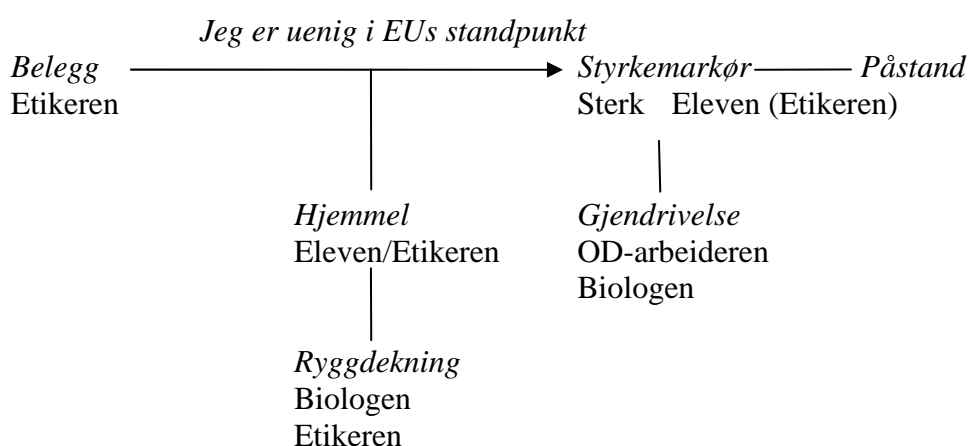 Jeg er uenig i EUs standpunkt
Belegg Styrkemarkør Påstand
Etikeren Sterk Eleven (Etikeren)
Hjemmel Gjendrivelse
Eleven/Etikeren OD-arbeideren
Biologen
Ryggdekning
Biologen
Etikeren